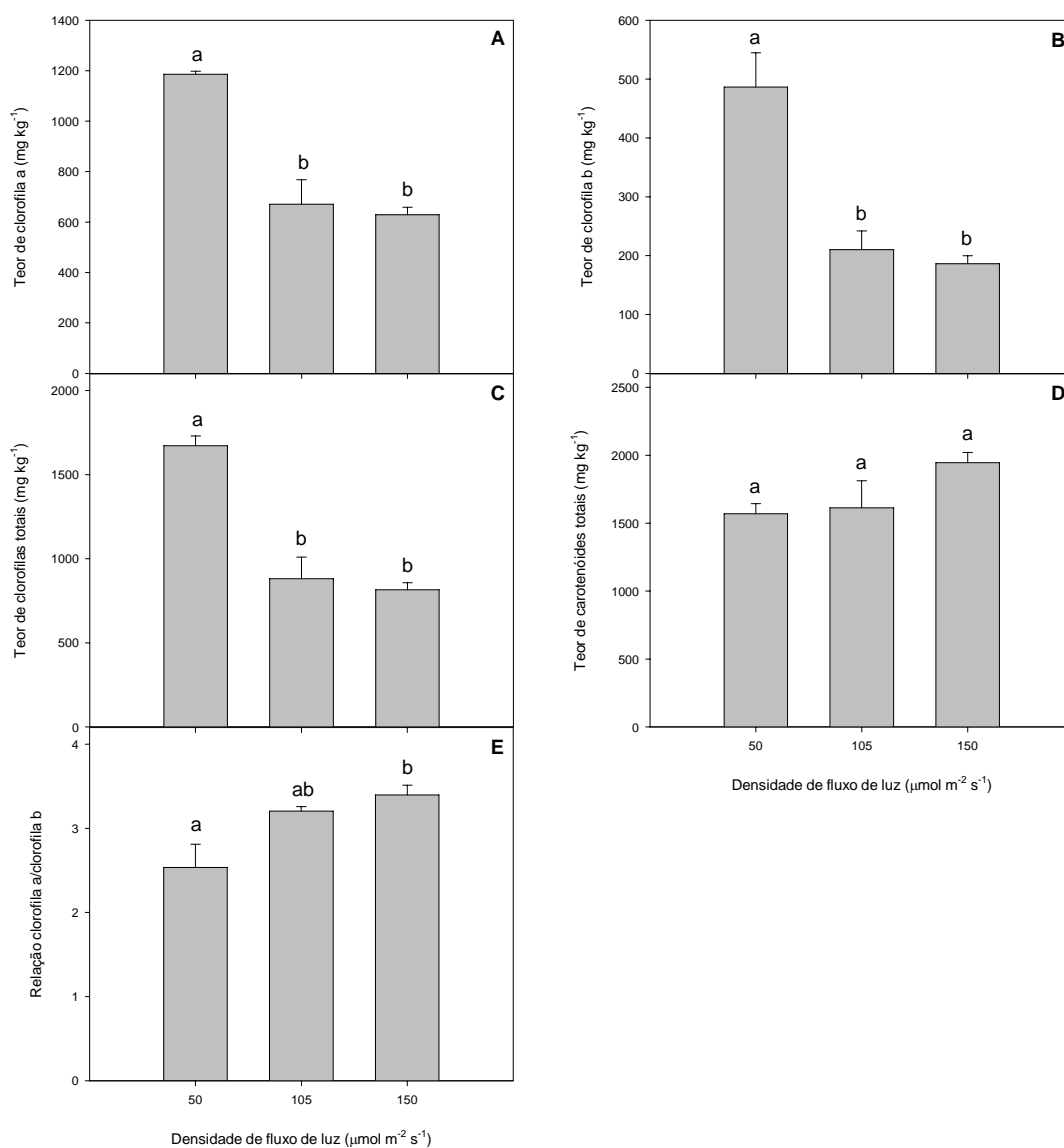 A
Teor de clorofila a (mg kg⁻¹)
1400
1200
1000
800
600
400
200
0
a
b
b
B
Teor de clorofila b (mg kg⁻¹)
600
500
400
300
200
100
0
a
b
b
C
Teor de clorofilas totais (mg kg⁻¹)
2000
1500
1000
500
0
a
b
b
D
Teor de carotenóides totais (mg kg⁻¹)
2500
2000
1500
1000
500
0
a
a
a
50 105 150
Densidade de fluxo de luz (μmol m⁻² s⁻¹)
E
Relação clorofila a/clorofila b
4
3
2
1
0
a
ab
b
50 105 150
Densidade de fluxo de luz (μmol m⁻² s⁻¹)